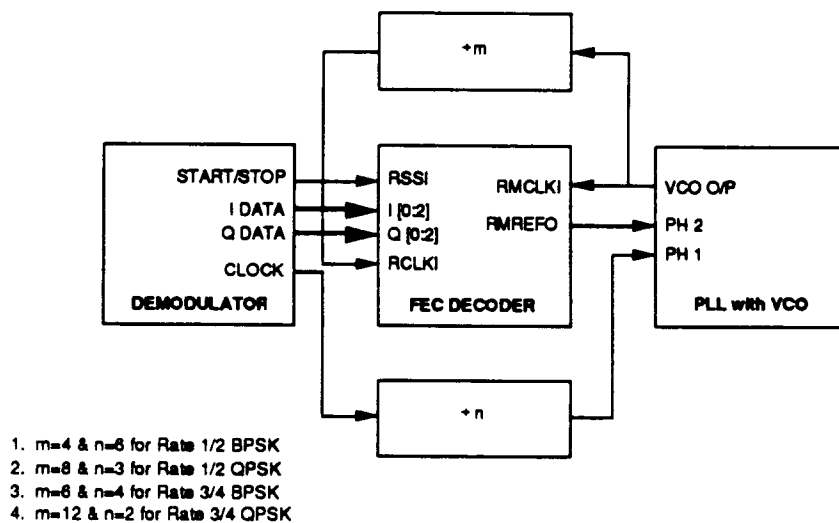 ÷m
START/STOP
I DATA
Q DATA
CLOCK
DEMODULATOR
RSSI
I [0:2]
Q [0:2]
RCLKI
RMCLKI
RMREFO
FEC DECODER
VCO O/P
PH 2
PH 1
PLL with VCO
÷n
1. m=4 & n=6 for Rate 1/2 BPSK
2. m=8 & n=3 for Rate 1/2 QPSK
3. m=6 & n=4 for Rate 3/4 BPSK
4. m=12 & n=2 for Rate 3/4 QPSK